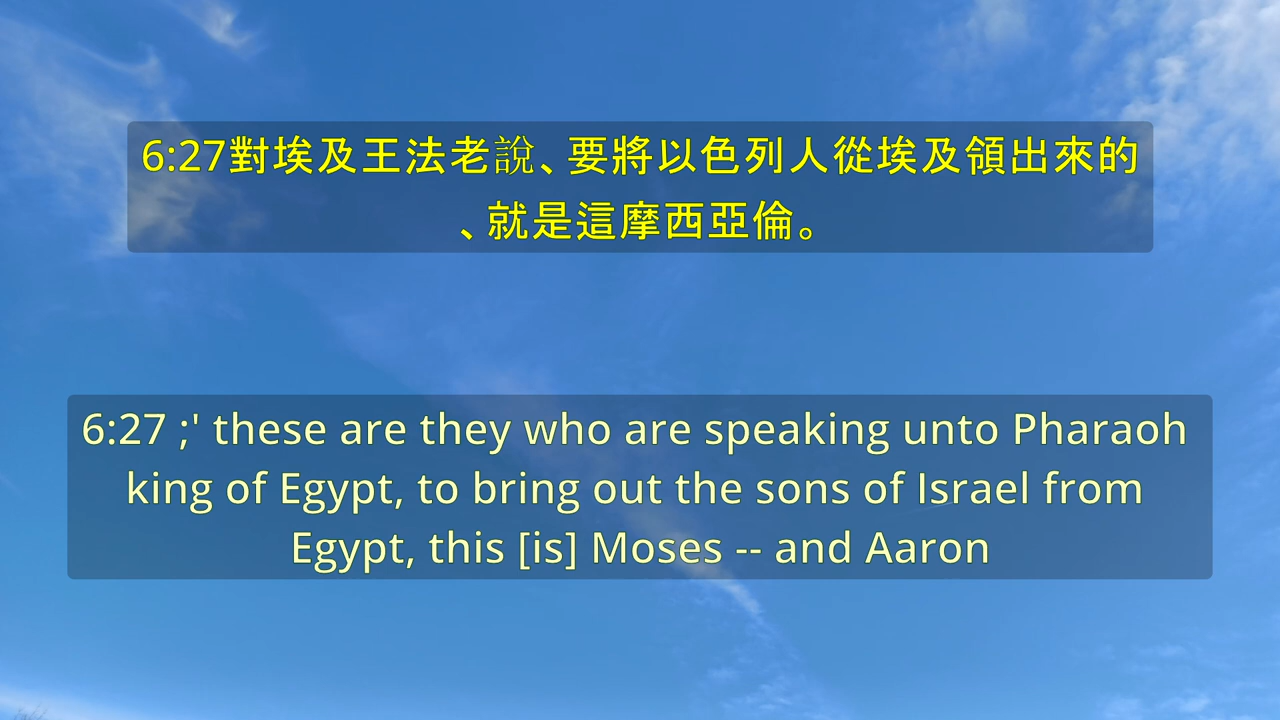 6:27對埃及王法老說、要將以色列人從埃及領出來的
、就是這摩西亞倫。
6:27 ;' these are they who are speaking unto Pharaoh
king of Egypt, to bring out the sons of Israel from
Egypt, this [is] Moses -- and Aaron